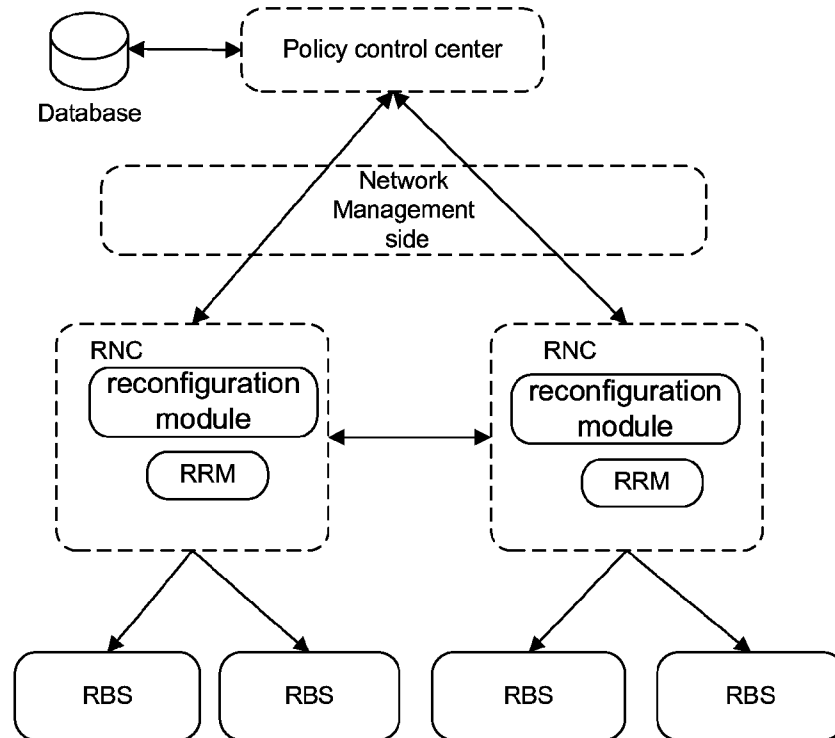 Policy control center
Database
Network
Management
side
RNC
reconfiguration
module
RRM
RNC
reconfiguration
module
RRM
RBS
RBS
RBS
RBS